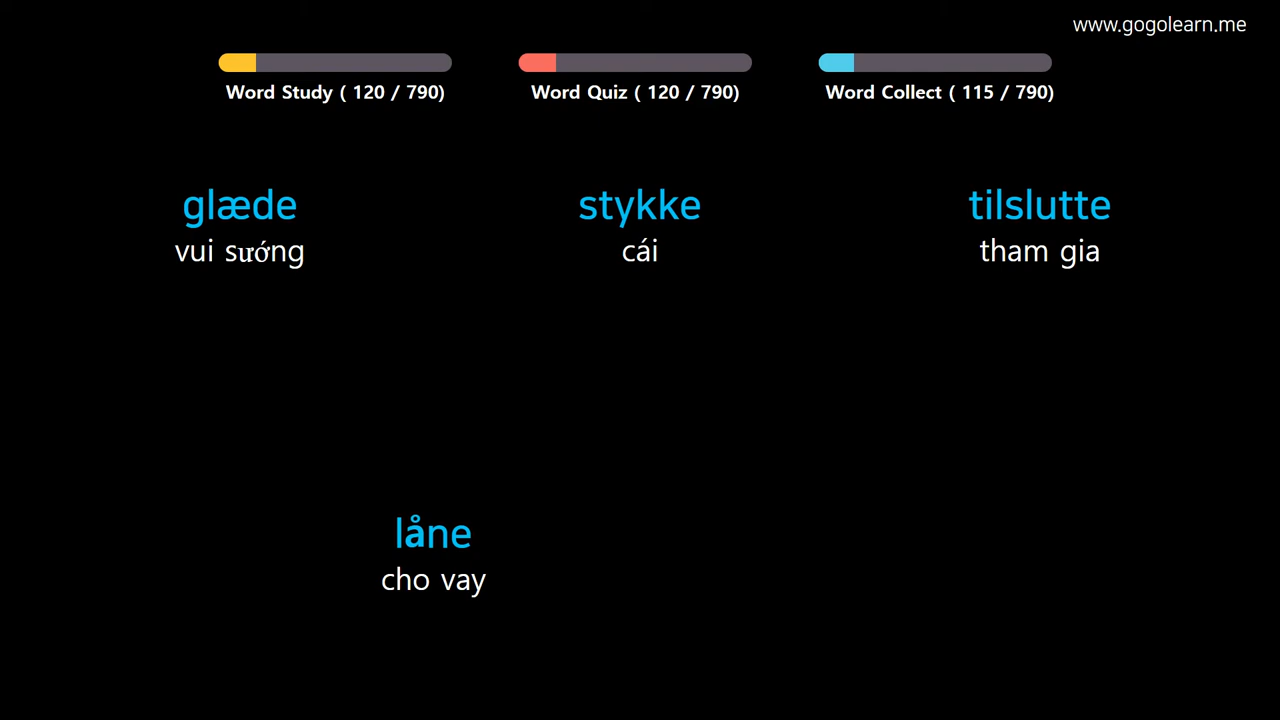 www.gogolearn.me
Word Study ( 120 / 790)
Word Quiz ( 120 / 790)
Word Collect ( 115 / 790)
glæde
vui sướng
stykke
cái
tilslutte
tham gia
låne
cho vay